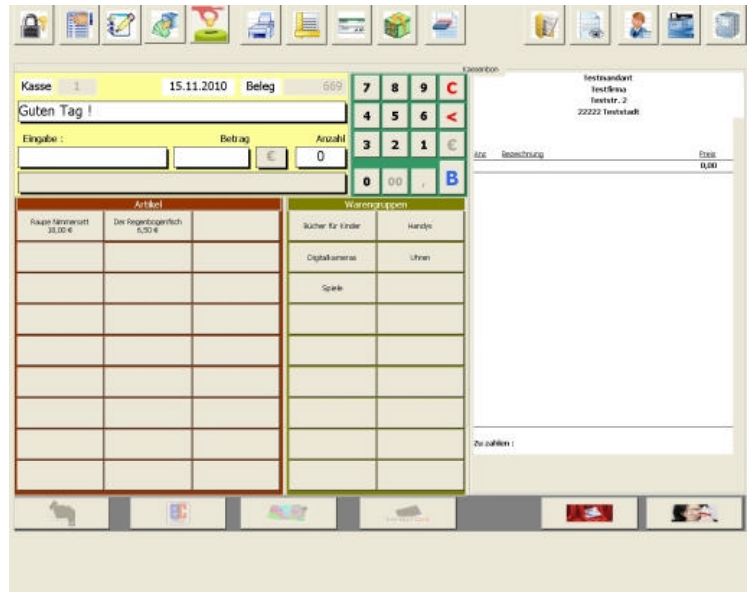 Kassenbon
Kasse 1 15.11.2010 Beleg 669
Guten Tag !
Eingabe : Betrag Anzahl
€ 0
7 8 9 C
4 5 6 <
3 2 1 €
0 00 , B
Testmandant
Testfirma
Teststr. 2
22222 Teststadt
Anz Bezeichnung Preis
0,00
Artikel
Raupe Nimmersatt
10,00 €
Der Regenbogenfisch
6,50 €
Warengruppen
Bücher für Kinder Handys
Digitalkameras Uhren
Spiele
Zu zahlen :